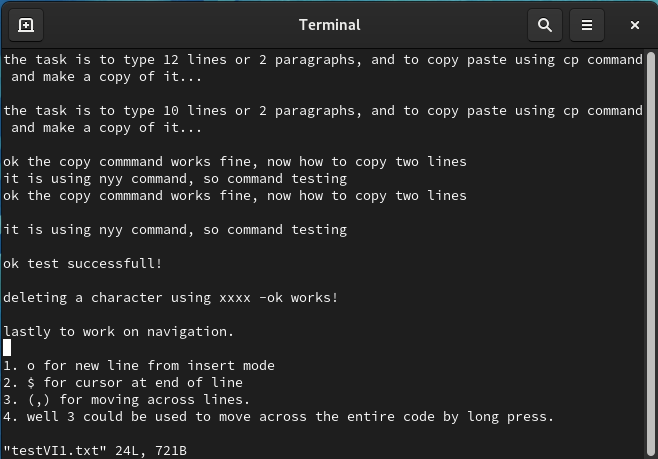 Terminal
the task is to type 12 lines or 2 paragraphs, and to copy paste using cp command
and make a copy of it...
the task is to type 10 lines or 2 paragraphs, and to copy paste using cp command
and make a copy of it...
ok the copy commmand works fine, now how to copy two lines
it is using nyy command, so command testing
ok the copy commmand works fine, now how to copy two lines
it is using nyy command, so command testing
ok test successfull!
deleting a character using xxxx -ok works!
lastly to work on navigation.
1. o for new line from insert mode
2. $ for cursor at end of line
3. (,) for moving across lines.
4. well 3 could be used to move across the entire code by long press.
"testVI1.txt" 24L, 721B